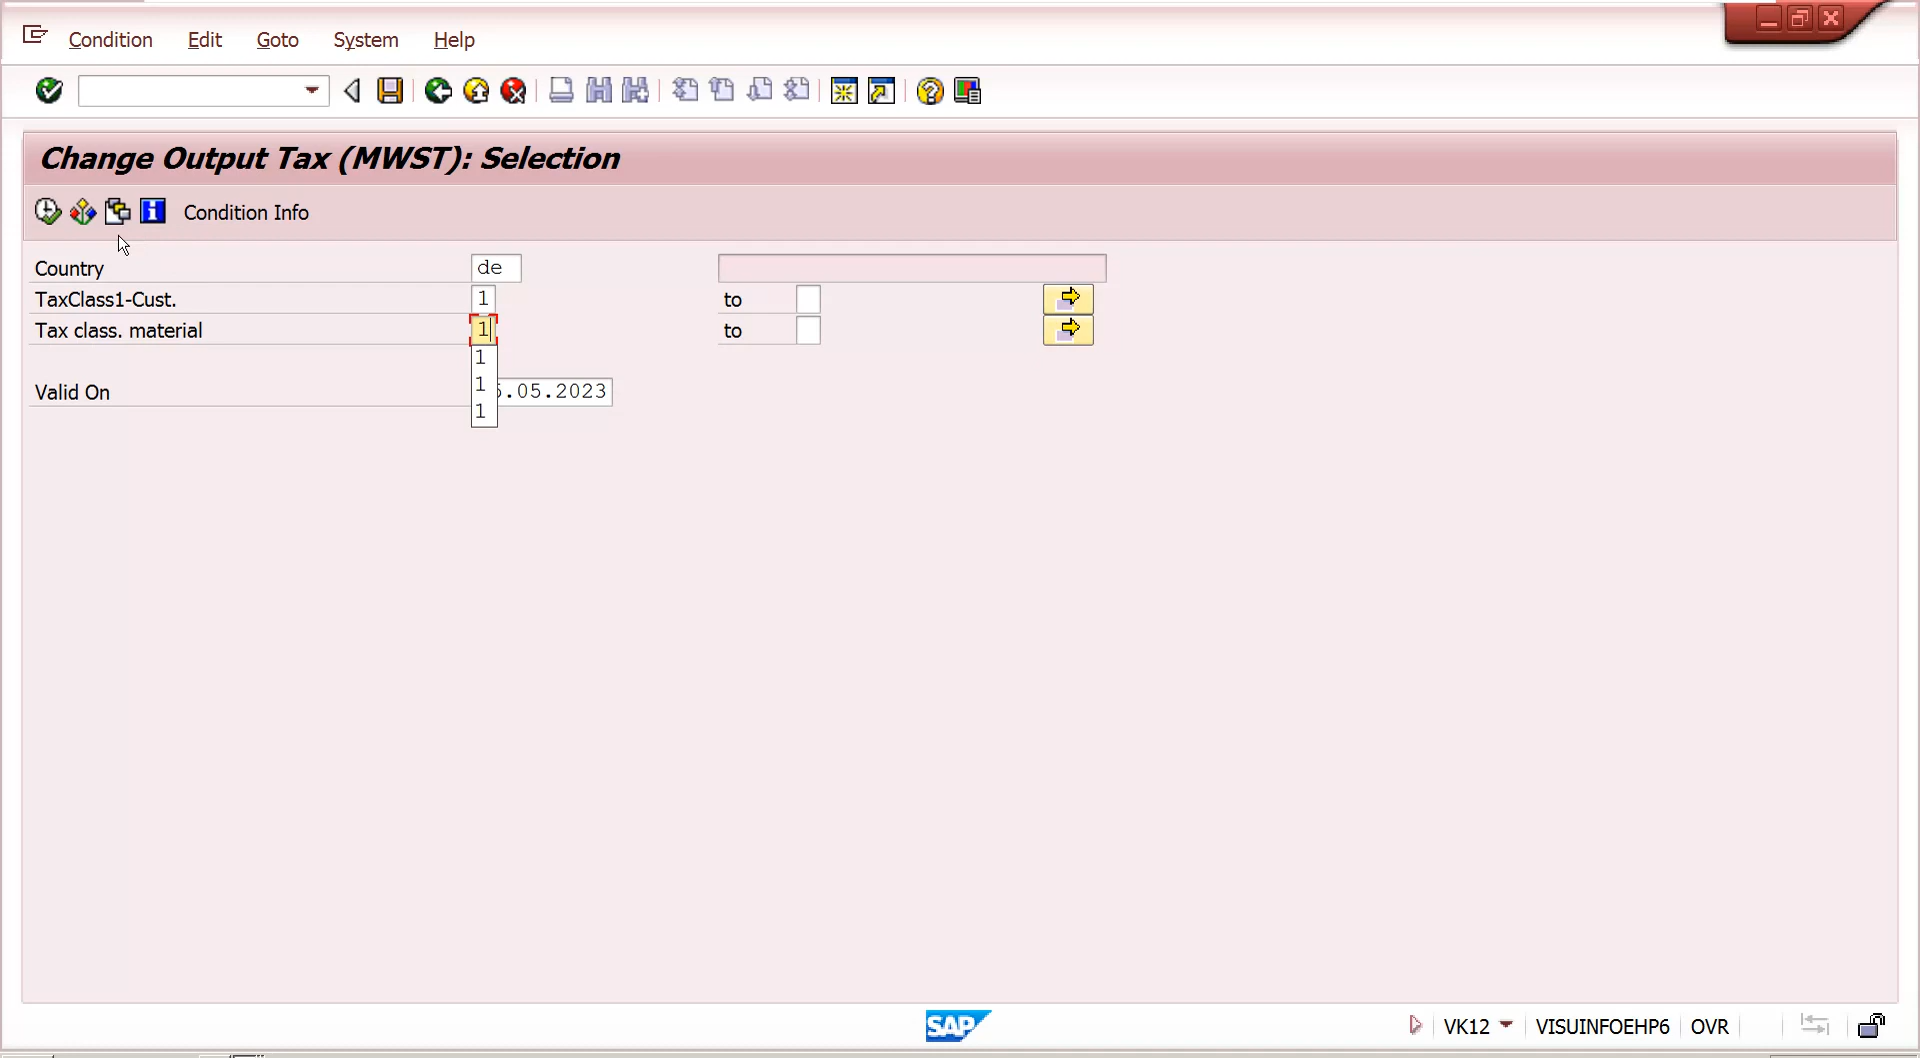 Condition Edit Goto System Help
Change Output Tax (MWST): Selection
Condition Info
Country de
TaxClass1-Cust. 1 to
Tax class. material 1 to
1
1
1
Valid On .05.2023
SAP VK12 VISUINFOEHP6 OVR